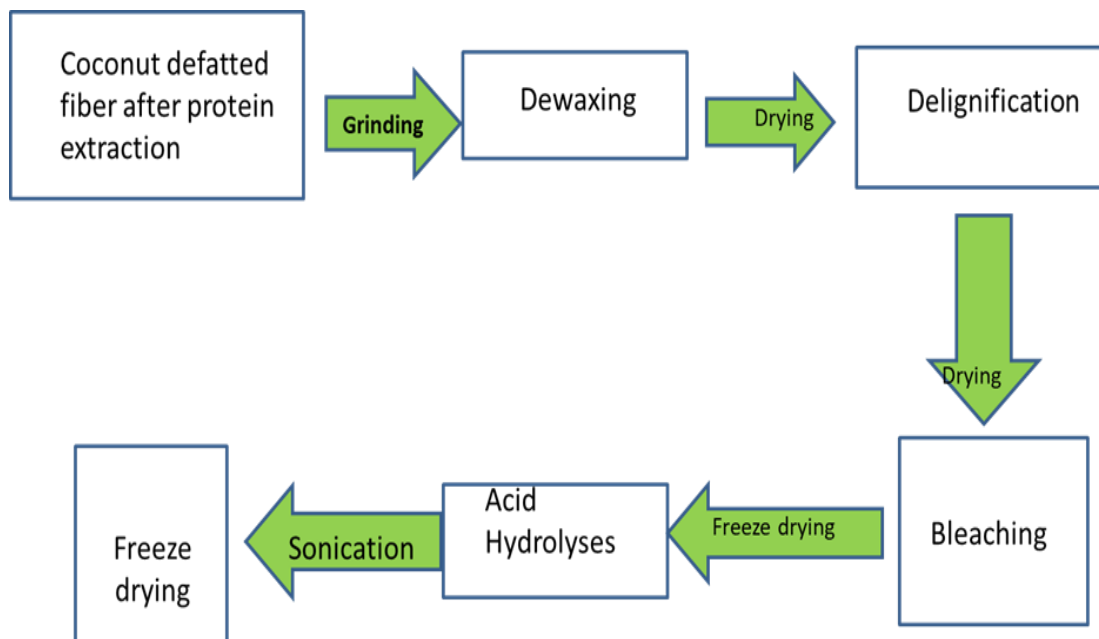 Coconut defatted
fiber after protein
extraction
Grinding
Dewaxing
Drying
Delignification
Drying
Bleaching
Freeze drying
Acid
Hydrolyses
Sonication
Freeze
drying